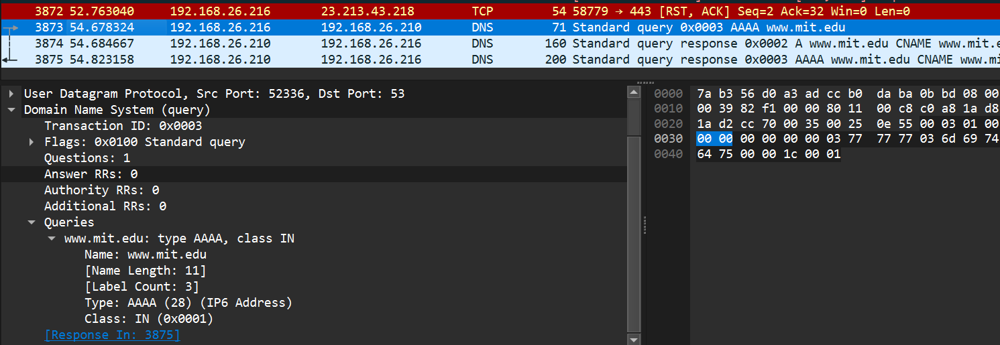 3872 52.763040 192.168.26.216 23.213.43.218 TCP 54 58779 → 443 [RST, ACK] Seq=2 Ack=32 Win=0 Len=0
3873 54.678324 192.168.26.216 192.168.26.210 DNS 71 Standard query 0x0003 AAAA www.mit.edu
3874 54.684667 192.168.26.210 192.168.26.216 DNS 160 Standard query response 0x0002 A www.mit.edu CNAME www.mit.e
3875 54.823158 192.168.26.210 192.168.26.216 DNS 200 Standard query response 0x0003 AAAA www.mit.edu CNAME www.mi
User Datagram Protocol, Src Port: 52336, Dst Port: 53
Domain Name System (query)
Transaction ID: 0x0003
Flags: 0x0100 Standard query
Questions: 1
Answer RRs: 0
Authority RRs: 0
Additional RRs: 0
Queries
www.mit.edu: type AAAA, class IN
Name: www.mit.edu
[Name Length: 11]
[Label Count: 3]
Type: AAAA (28) (IP6 Address)
Class: IN (0x0001)
[Response In: 3875]
0000 7a b3 56 d0 a3 ad cc b0 da ba 0b bd 08 00
0010 00 39 82 f1 00 00 80 11 00 c8 c0 a8 1a d8
0020 1a d2 cc 70 00 35 00 25 0e 55 00 03 01 00
0030 00 00 00 00 00 00 03 77 77 77 03 6d 69 74
0040 64 75 00 00 1c 00 01